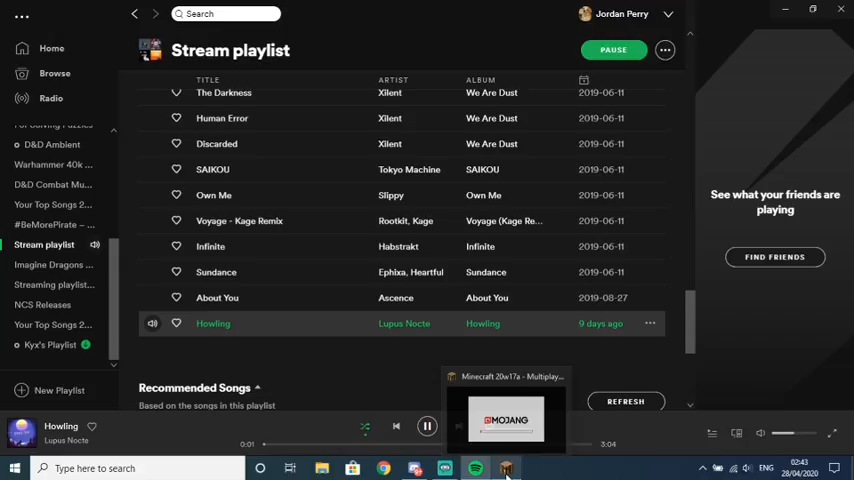 Search
Jordan Perry
Home
Stream playlist
PAUSE
Browse
TITLE ARTIST ALBUM
The Darkness Xilent We Are Dust 2019-06-11
Radio
Human Error Xilent We Are Dust 2019-06-11
For Solving Puzzles
Discarded Xilent We Are Dust 2019-06-11
D&D Ambient
SAIKOU Tokyo Machine SAIKOU 2019-06-11
Warhammer 40k ...
D&D Combat Mu...
Own Me Slippy Own Me 2019-06-11
See what your friends are
playing
Your Top Songs 2...
Voyage - Kage Remix Rootkit, Kage Voyage (Kage Re... 2019-06-11
#BeMorePirate – ...
Stream playlist
Infinite Habstrakt Infinite 2019-06-11
FIND FRIENDS
Imagine Dragons ...
Sundance Ephixa, Heartful Sundance 2019-06-11
Streaming playlist...
About You Ascence About You 2019-08-27
NCS Releases
Your Top Songs 2...
Howling Lupus Nocte Howling 9 days ago
Kyx's Playlist
Minecraft 20w17a - Multiplay...
New Playlist
Recommended Songs
Based on the songs in this playlist
REFRESH
MOJANG
Howling
Lupus Nocte
0:01
3:04
Type here to search
ENG
02:43
28/04/2020